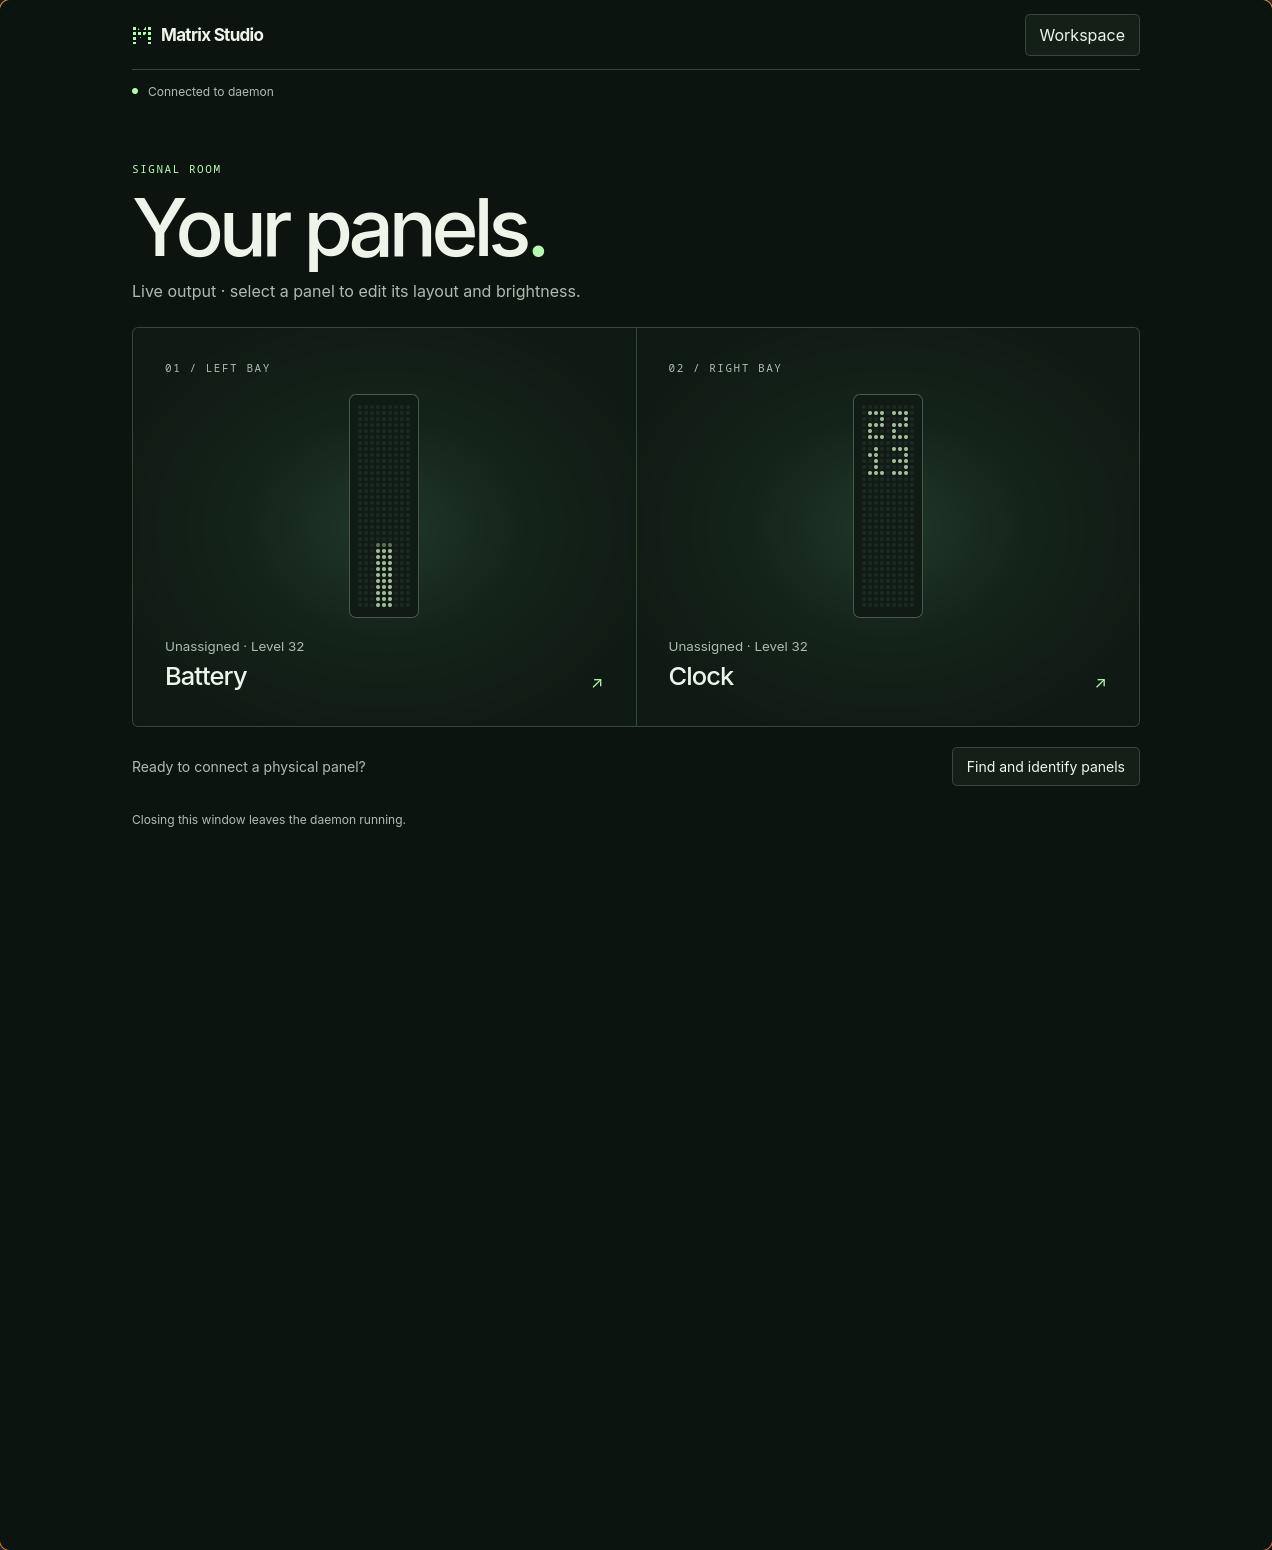 Matrix Studio
Workspace
Connected to daemon
SIGNAL ROOM
Your panels.
Live output · select a panel to edit its layout and brightness.
01 / LEFT BAY
02 / RIGHT BAY
22
13
Unassigned · Level 32
Battery
Unassigned · Level 32
Clock
Ready to connect a physical panel?
Find and identify panels
Closing this window leaves the daemon running.